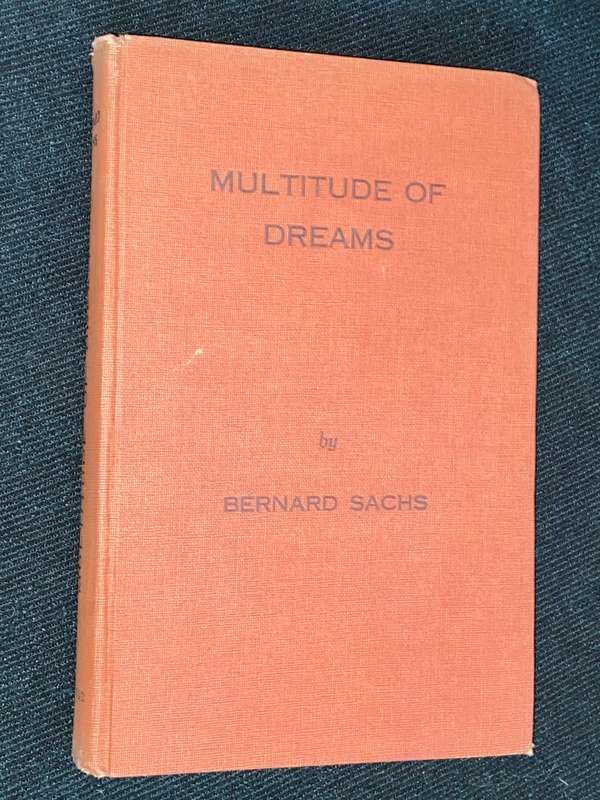 MULTITUDE OF
DREAMS
by
BERNARD SACHS